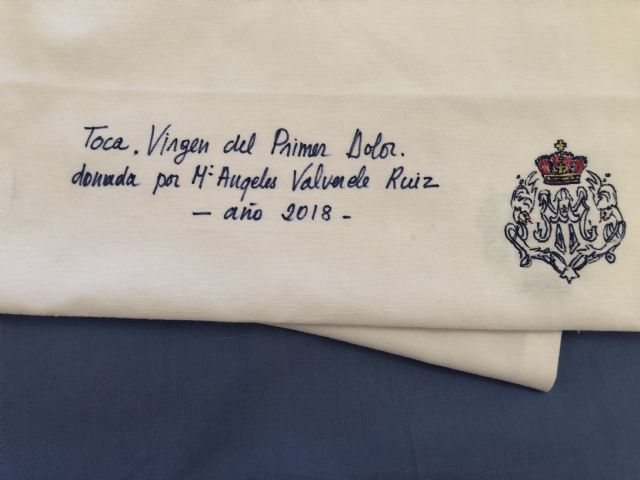 Toca. Virgen del Primer Dolor.
donada por Mª Angeles Valverde Ruiz
- año 2018 -